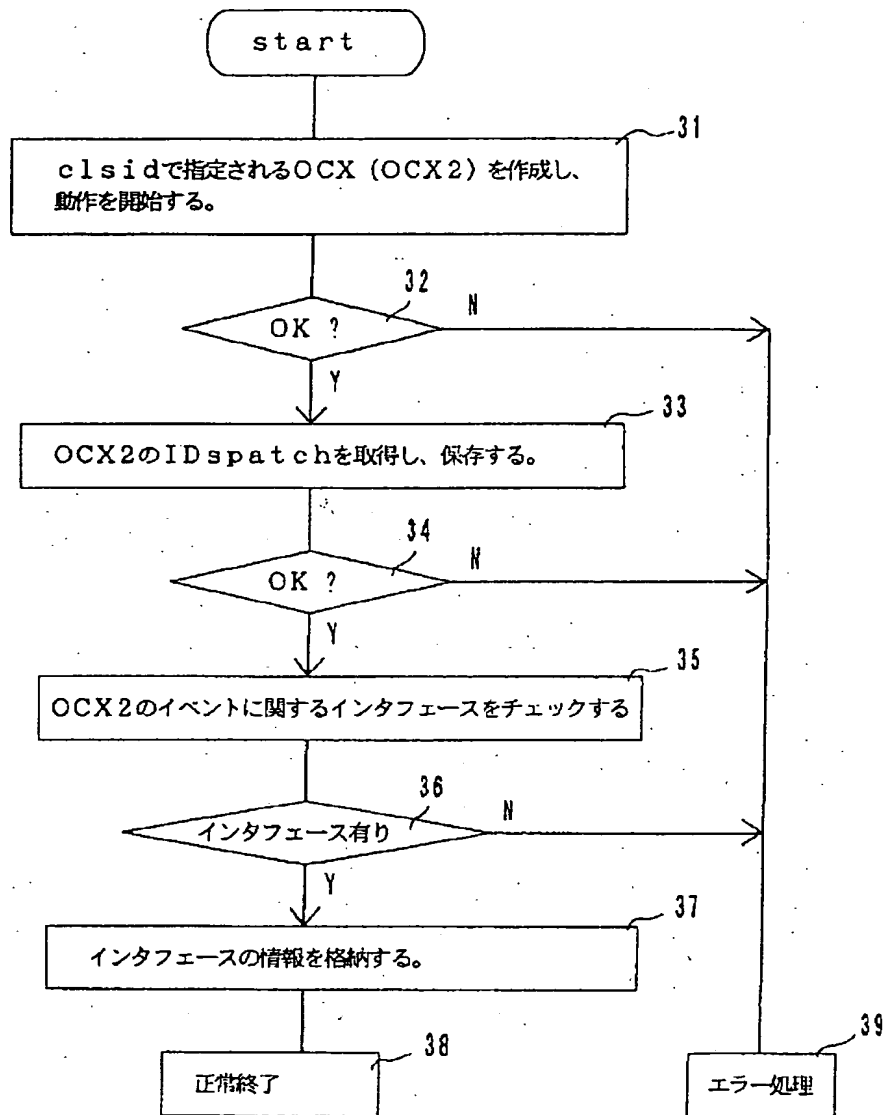 start
31
clsidで指定されるOCX（OCX2）を作成し、
動作を開始する。
32
OK ?
N
Y
33
OCX2のIDspatchを取得し、保存する。
34
OK ?
N
Y
35
OCX2のイベントに関するインタフェースをチェックする
36
インタフェース有り
N
Y
37
インタフェースの情報を格納する。
38
正常終了
39
エラー処理